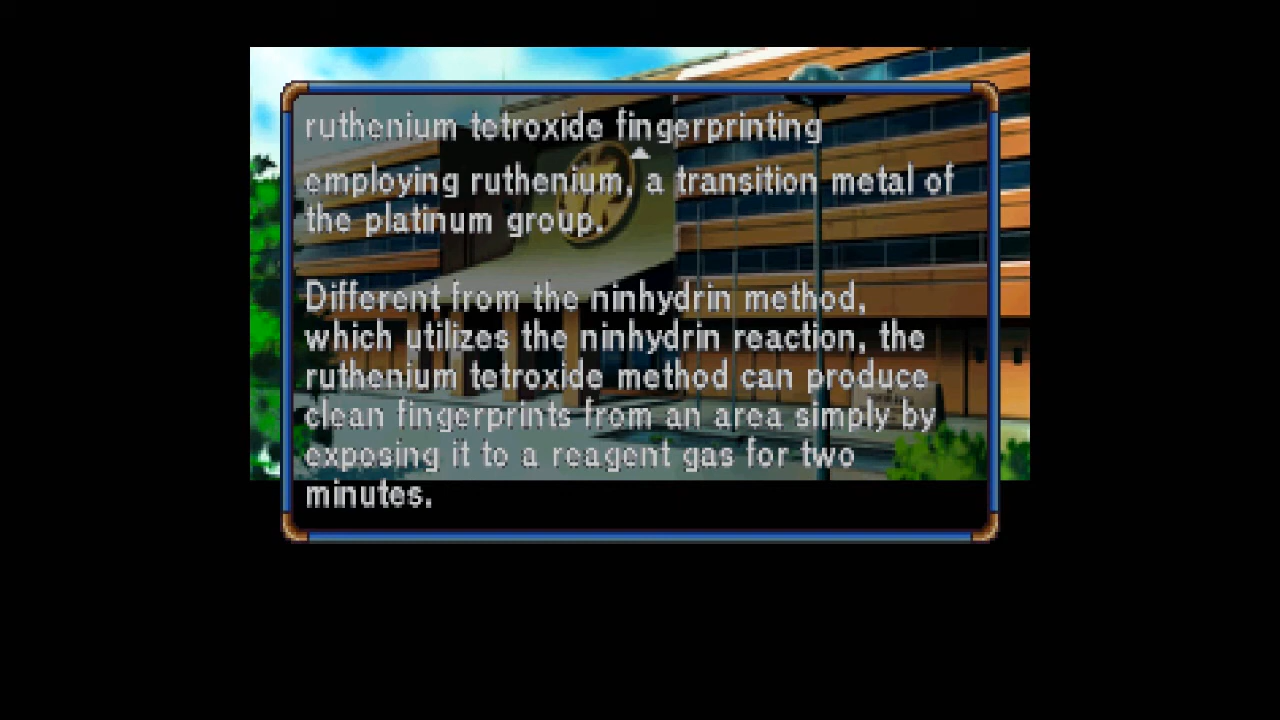 ruthenium tetroxide fingerprinting
employing ruthenium, a transition metal of
the platinum group.
Different from the ninhydrin method,
which utilizes the ninhydrin reaction, the
ruthenium tetroxide method can produce
clean fingerprints from an area simply by
exposing it to a reagent gas for two
minutes.